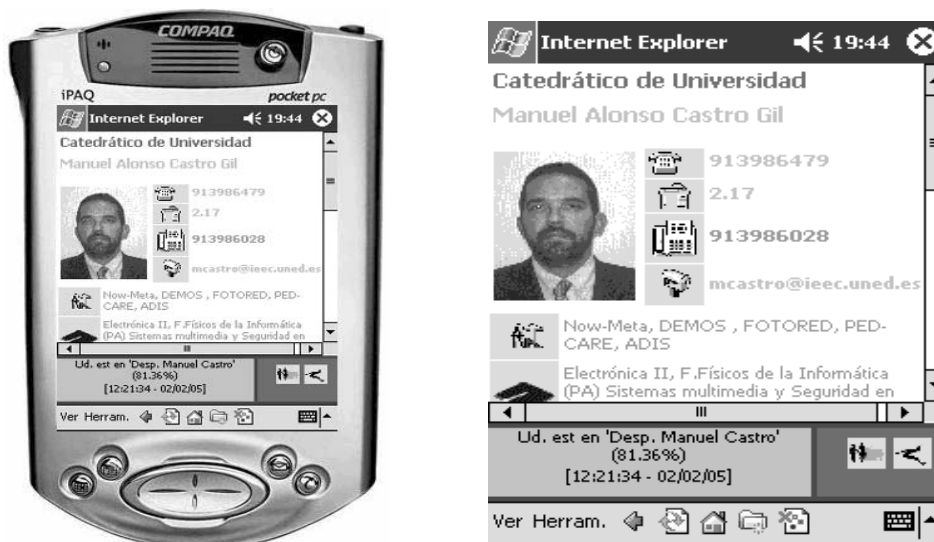 COMPAQ
iPAQ pocket pc
Internet Explorer 19:44
Catedrático de Universidad
Manuel Alonso Castro Gil
913986479
2.17
913986028
mcastro@ieec.uned.es
Now-Meta, DEMOS , FOTORED, PED-
CARE, ADIS
Electrónica II, F.Físicos de la Informática
(PA) Sistemas multimedia y Seguridad en
Ud. est en 'Desp. Manuel Castro'
(81.36%)
[12:21:34 - 02/02/05]
Ver Herram.
Internet Explorer 19:44
Catedrático de Universidad
Manuel Alonso Castro Gil
913986479
2.17
913986028
mcastro@ieec.uned.es
Now-Meta, DEMOS , FOTORED, PED-
CARE, ADIS
Electrónica II, F.Físicos de la Informática
(PA) Sistemas multimedia y Seguridad en
Ud. est en 'Desp. Manuel Castro'
(81.36%)
[12:21:34 - 02/02/05]
Ver Herram.